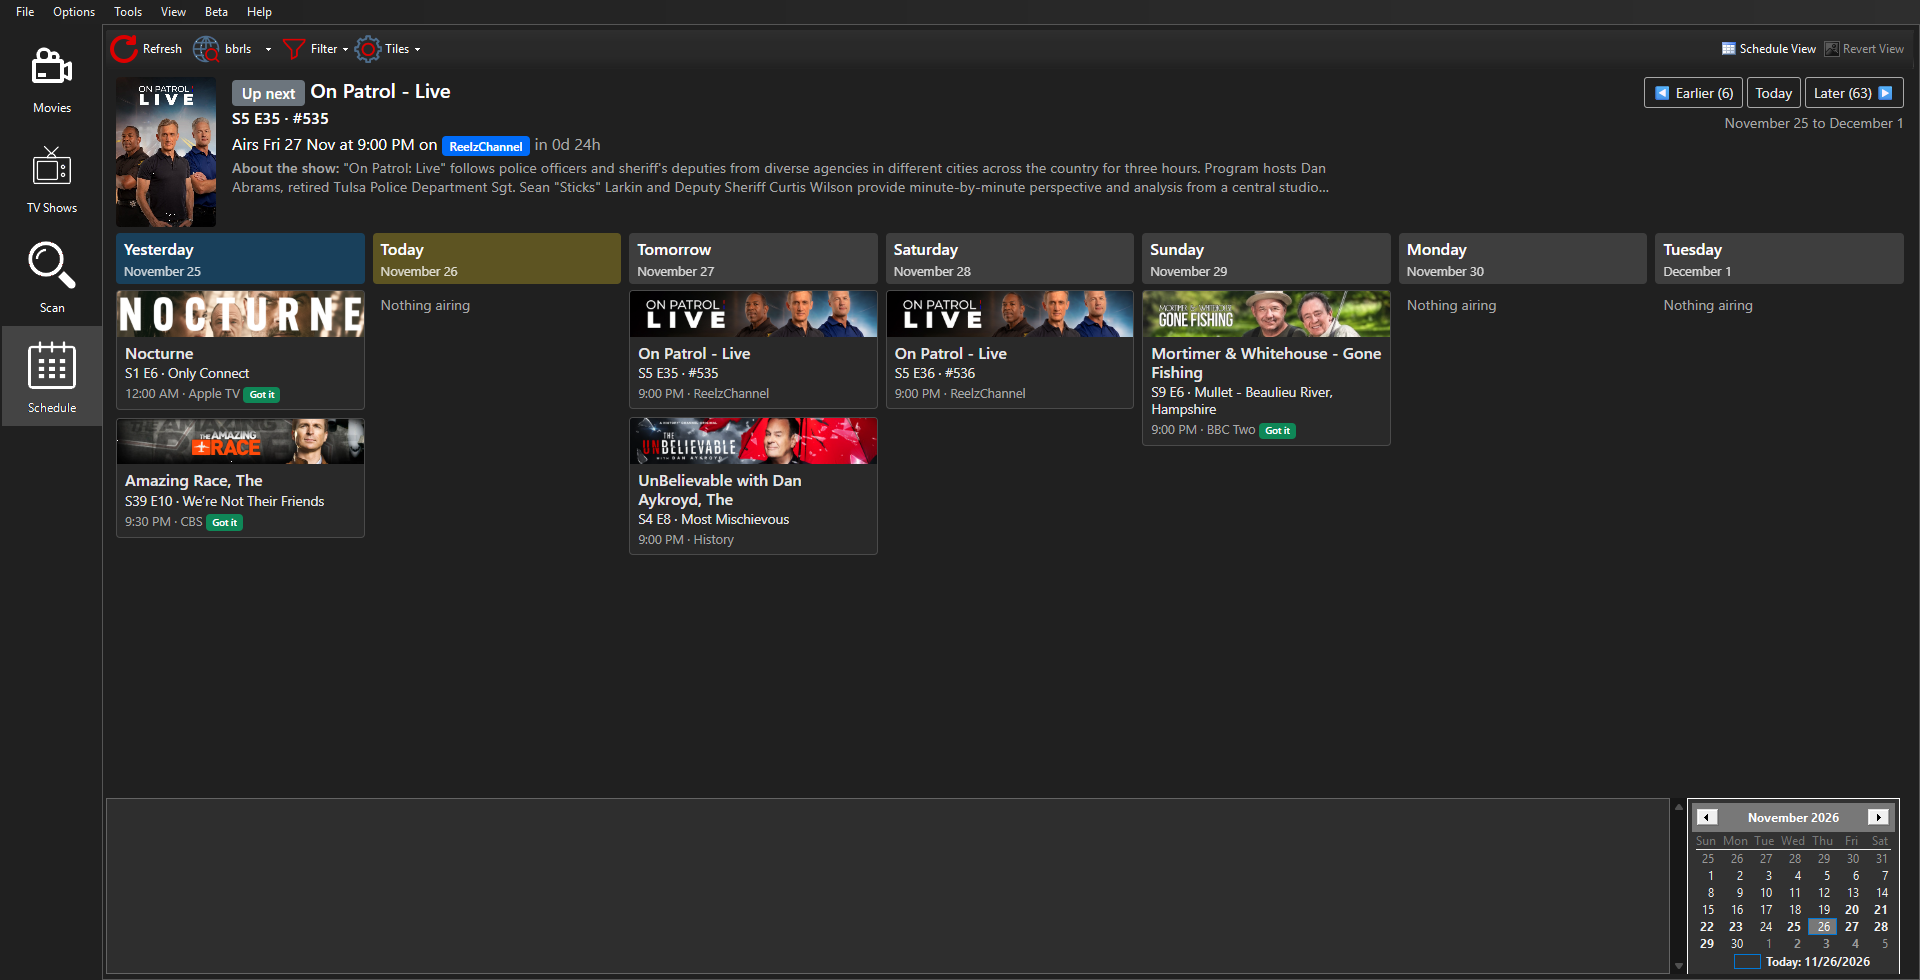 File Options Tools View Beta Help
Movies
TV Shows
Scan
Schedule
Refresh bbrls Filter Tiles
Schedule View Revert View
ON PATROL
LIVE
Up next On Patrol - Live
S5 E35 · #535
Airs Fri 27 Nov at 9:00 PM on ReelzChannel in 0d 24h
About the show: "On Patrol: Live" follows police officers and sheriff's deputies from diverse agencies in different cities across the country for three hours. Program hosts Dan
Abrams, retired Tulsa Police Department Sgt. Sean "Sticks" Larkin and Deputy Sheriff Curtis Wilson provide minute-by-minute perspective and analysis from a central studio...
Earlier (6) Today Later (63)
November 25 to December 1
Yesterday
November 25
NOCTURNE
Nocturne
S1 E6 · Only Connect
12:00 AM · Apple TV Got it
THE AMAZING
RACE
Amazing Race, The
S39 E10 · We're Not Their Friends
9:30 PM · CBS Got it
Today
November 26
Nothing airing
Tomorrow
November 27
ON PATROL
LIVE
On Patrol - Live
S5 E35 · #535
9:00 PM · ReelzChannel
THE
UNBELIEVABLE
WITH DAN AYKROYD
UnBelievable with Dan
Aykroyd, The
S4 E8 · Most Mischievous
9:00 PM · History
Saturday
November 28
ON PATROL
LIVE
On Patrol - Live
S5 E36 · #536
9:00 PM · ReelzChannel
Sunday
November 29
MORTIMER & WHITEHOUSE
GONE FISHING
Mortimer & Whitehouse - Gone
Fishing
S9 E6 · Mullet - Beaulieu River,
Hampshire
9:00 PM · BBC Two Got it
Monday
November 30
Nothing airing
Tuesday
December 1
Nothing airing
November 2026
Sun Mon Tue Wed Thu Fri Sat
25 26 27 28 29 30 31
1 2 3 4 5 6 7
8 9 10 11 12 13 14
15 16 17 18 19 20 21
22 23 24 25 26 27 28
29 30 1 2 3 4 5
Today: 11/26/2026